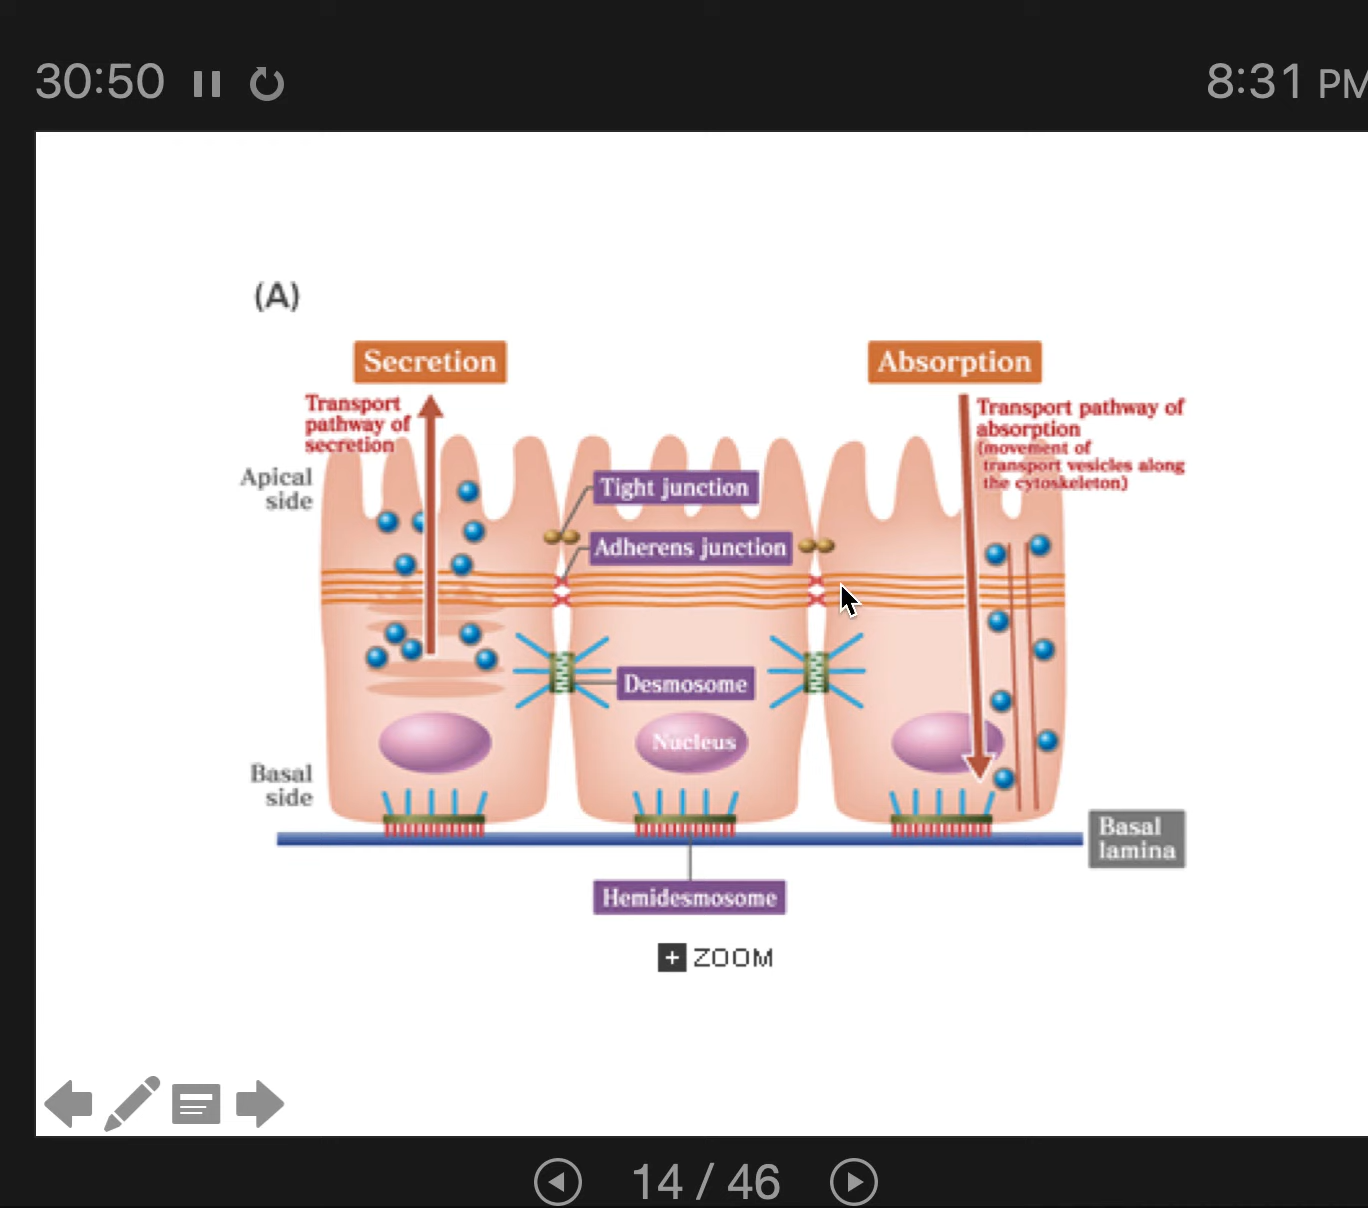 30:50
8:31 PM
(A)
Secretion
Absorption
Transport
pathway of
secretion
Transport pathway of
absorption
(movement of
transport vesicles along
the cytoskeleton)
Apical
side
Tight junction
Adherens junction
Desmosome
Nucleus
Basal
side
Basal
lamina
Hemidesmosome
+ ZOOM
14 / 46